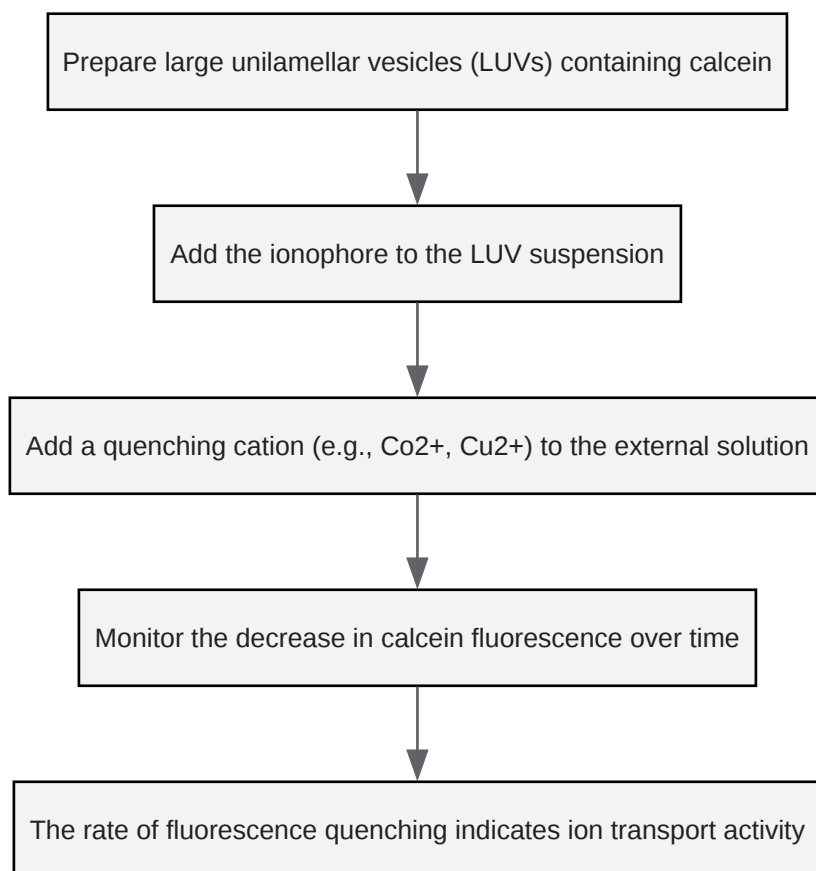 Prepare large unilamellar vesicles (LUVs) containing calcein
Add the ionophore to the LUV suspension
Add a quenching cation (e.g., Co2+, Cu2+) to the external solution
Monitor the decrease in calcein fluorescence over time
The rate of fluorescence quenching indicates ion transport activity